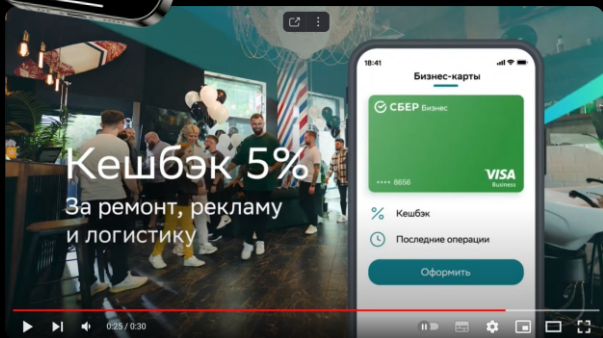 Кешбэк 5%
За ремонт, рекламу
и логистику
18:41
Бизнес-карты
СБЕР Бизнес
•••• 8656
VISA
Business
Кешбэк
Последние операции
Оформить
0:25 / 0:30